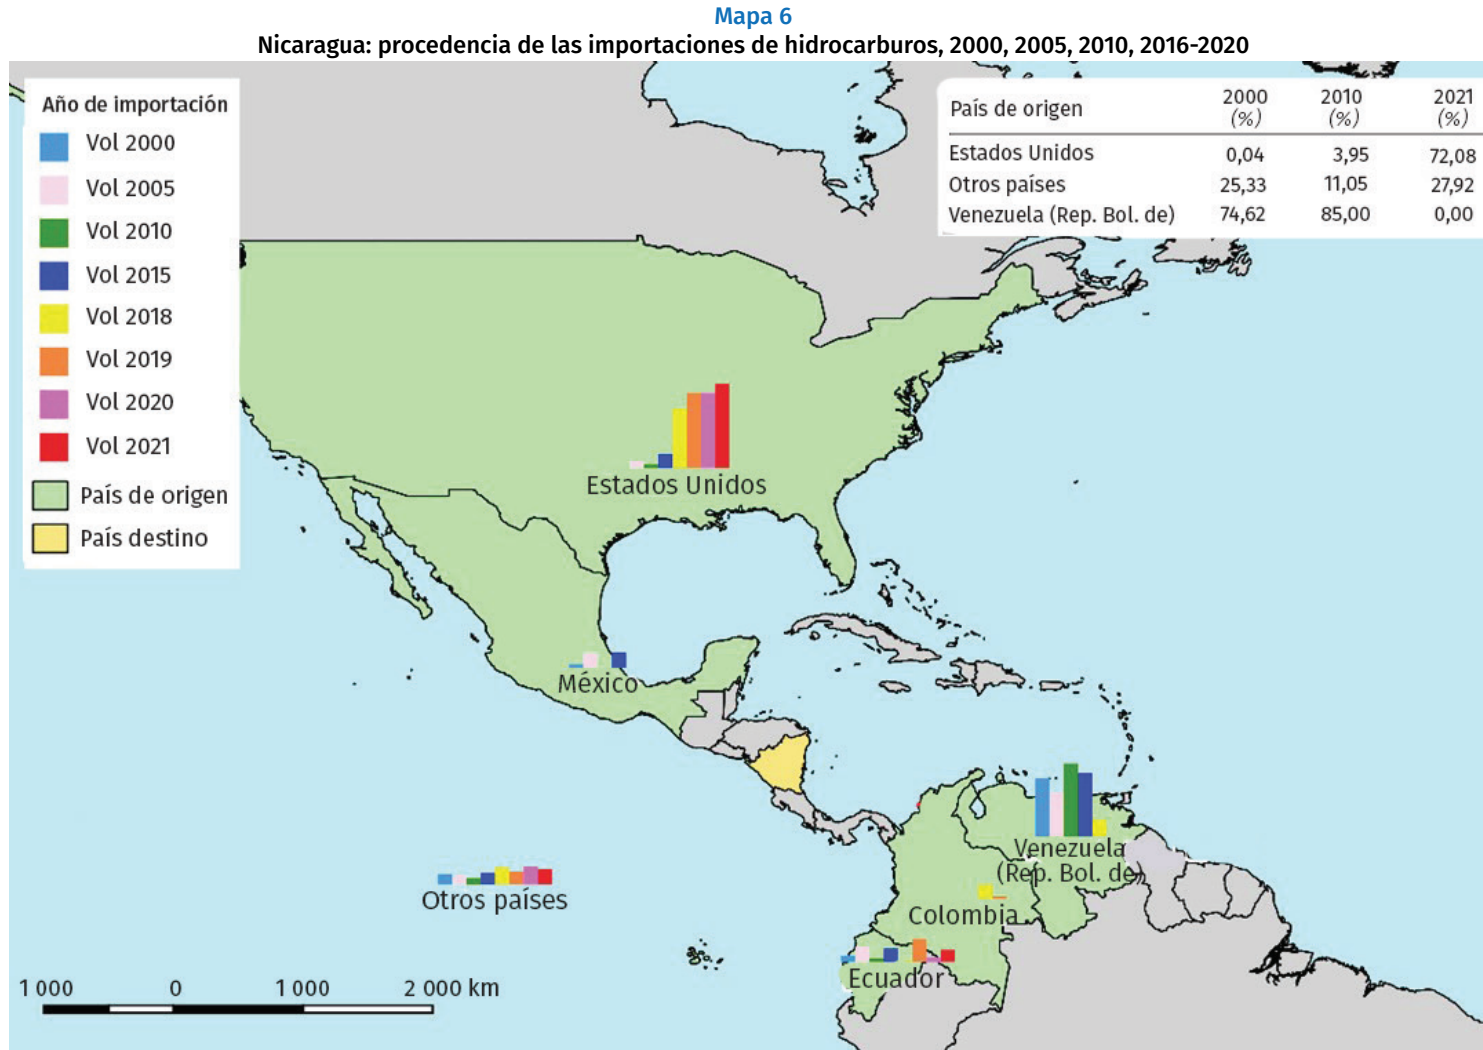 Mapa 6
Nicaragua: procedencia de las importaciones de hidrocarburos, 2000, 2005, 2010, 2016-2020
Año de importación
Vol 2000
Vol 2005
Vol 2010
Vol 2015
Vol 2018
Vol 2019
Vol 2020
Vol 2021
País de origen
País destino
País de origen 2000 (%) 2010 (%) 2021 (%)
Estados Unidos 0,04 3,95 72,08
Otros países 25,33 11,05 27,92
Venezuela (Rep. Bol. de) 74,62 85,00 0,00
Estados Unidos
México
Venezuela
(Rep. Bol. de)
Otros países
Colombia
Ecuador
1 000 0 1 000 2 000 km